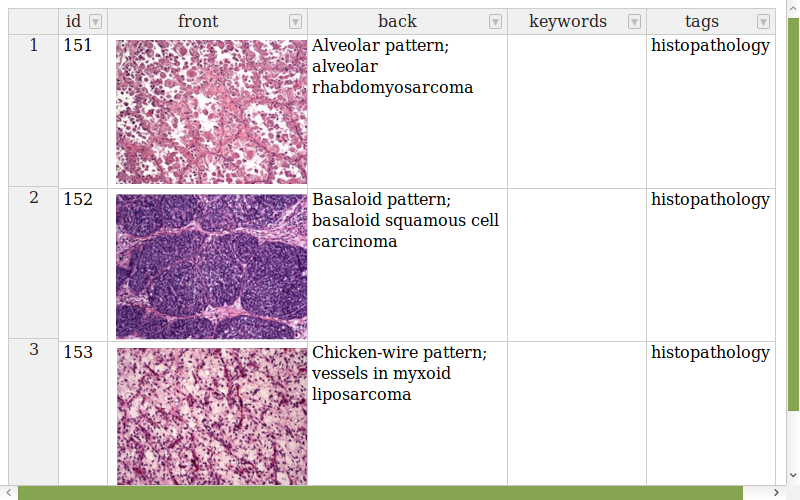 id front back keywords tags
1 151 Alveolar pattern; histopathology
alveolar
rhabdomyosarcoma
2 152 Basaloid pattern; histopathology
basaloid squamous cell
carcinoma
3 153 Chicken-wire pattern; histopathology
vessels in myxoid
liposarcoma